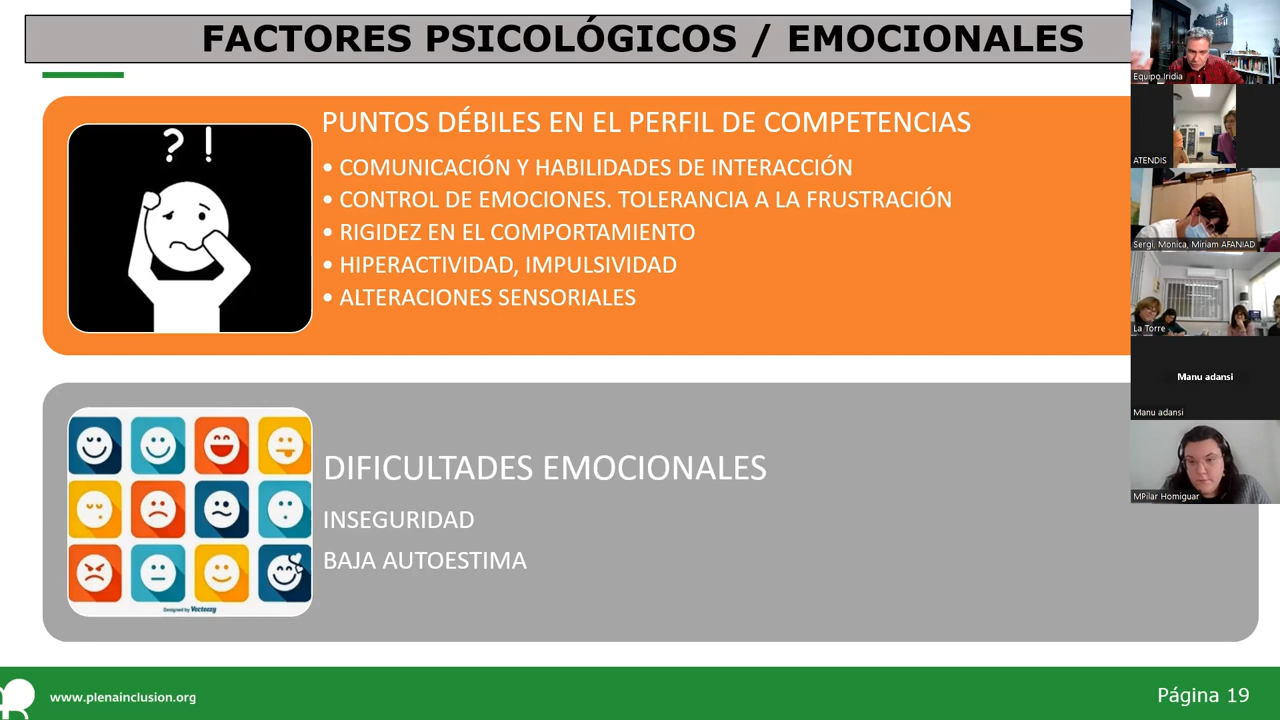 FACTORES PSICOLÓGICOS / EMOCIONALES
? !
PUNTOS DÉBILES EN EL PERFIL DE COMPETENCIAS
• COMUNICACIÓN Y HABILIDADES DE INTERACCIÓN
• CONTROL DE EMOCIONES. TOLERANCIA A LA FRUSTRACIÓN
• RIGIDEZ EN EL COMPORTAMIENTO
• HIPERACTIVIDAD, IMPULSIVIDAD
• ALTERACIONES SENSORIALES
DIFICULTADES EMOCIONALES
INSEGURIDAD
BAJA AUTOESTIMA
Designed by Vecteezy
www.plenainclusion.org
Página 19
Equipo Iridia
ATENDIS
Sergi, Monica, Miriam AFANIAD
La Torre
Manu adansi
Manu adansi
MPilar Homiguar